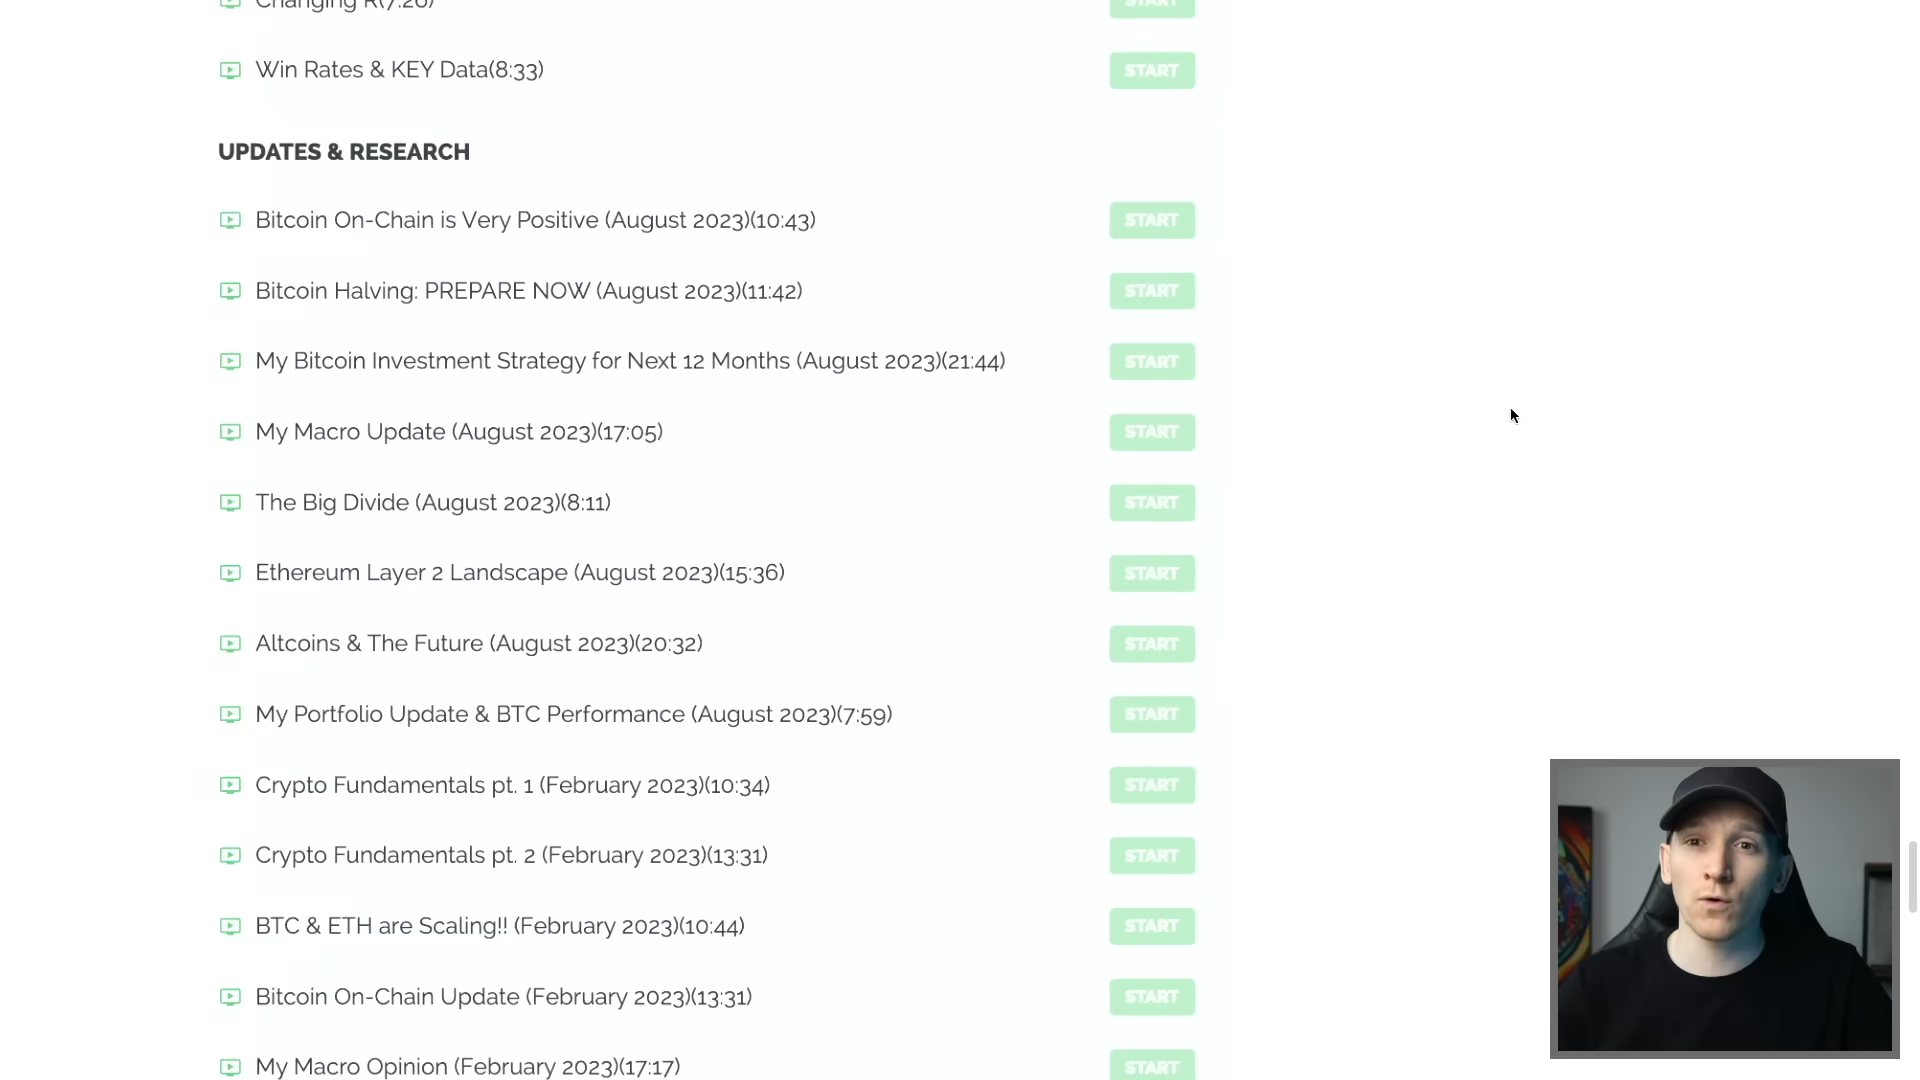 Changing R(7:26)
START
Win Rates & KEY Data(8:33)
START
UPDATES & RESEARCH
Bitcoin On-Chain is Very Positive (August 2023)(10:43)
START
Bitcoin Halving: PREPARE NOW (August 2023)(11:42)
START
My Bitcoin Investment Strategy for Next 12 Months (August 2023)(21:44)
START
My Macro Update (August 2023)(17:05)
START
The Big Divide (August 2023)(8:11)
START
Ethereum Layer 2 Landscape (August 2023)(15:36)
START
Altcoins & The Future (August 2023)(20:32)
START
My Portfolio Update & BTC Performance (August 2023)(7:59)
START
Crypto Fundamentals pt. 1 (February 2023)(10:34)
START
Crypto Fundamentals pt. 2 (February 2023)(13:31)
START
BTC & ETH are Scaling!! (February 2023)(10:44)
START
Bitcoin On-Chain Update (February 2023)(13:31)
START
My Macro Opinion (February 2023)(17:17)
START